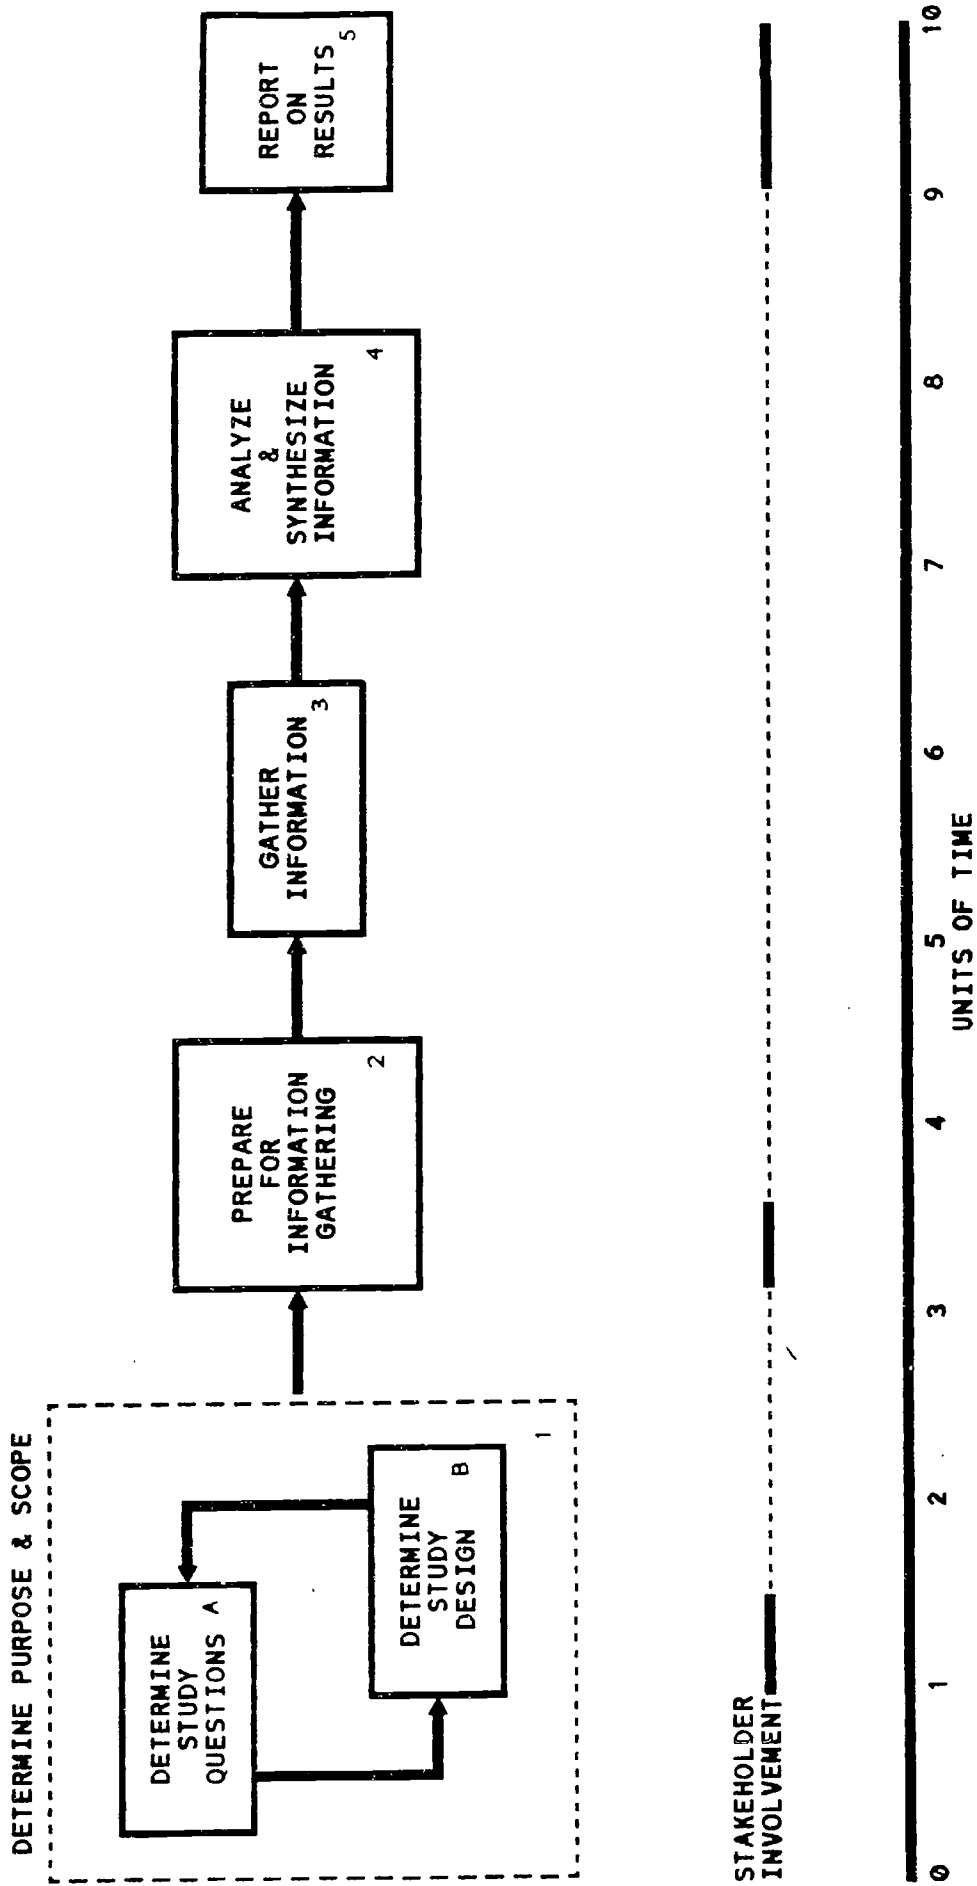 DETERMINE PURPOSE & SCOPE
DETERMINE
STUDY
QUESTIONS A
DETERMINE
STUDY B
DESIGN
1
PREPARE
FOR
INFORMATION
GATHERING
2
GATHER
INFORMATION
3
ANALYZE
&
SYNTHESIZE
INFORMATION
4
REPORT
ON
RESULTS
5
STAKEHOLDER
INVOLVEMENT
0 1 2 3 4 5 6 7 8 9 10
UNITS OF TIME